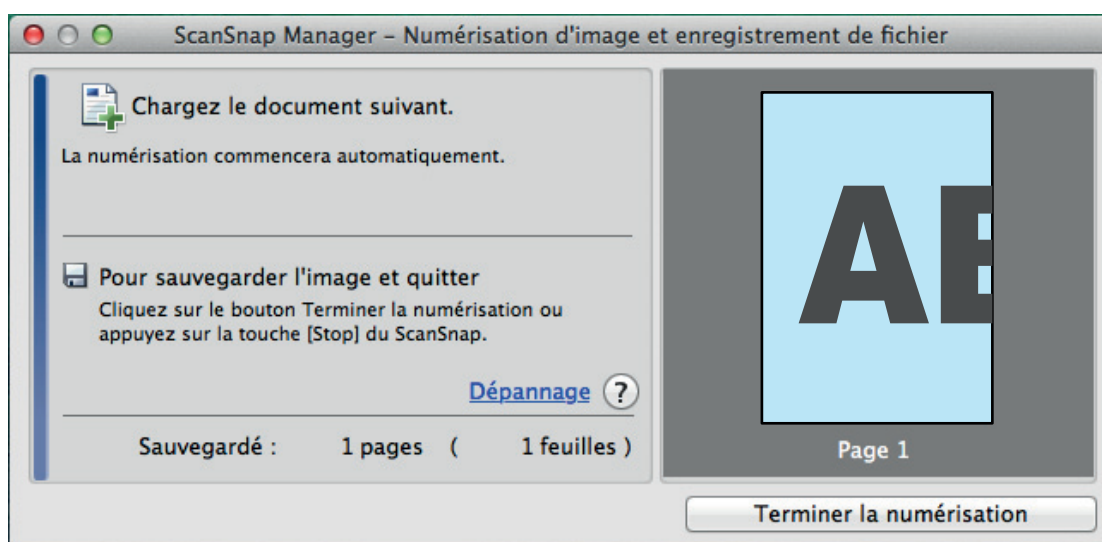 ScanSnap Manager – Numérisation d'image et enregistrement de fichier
Chargez le document suivant.
La numérisation commencera automatiquement.
Pour sauvegarder l'image et quitter
Cliquez sur le bouton Terminer la numérisation ou
appuyez sur la touche [Stop] du ScanSnap.
Dépannage ?
Sauvegardé : 1 pages ( 1 feuilles )
AB
Page 1
Terminer la numérisation